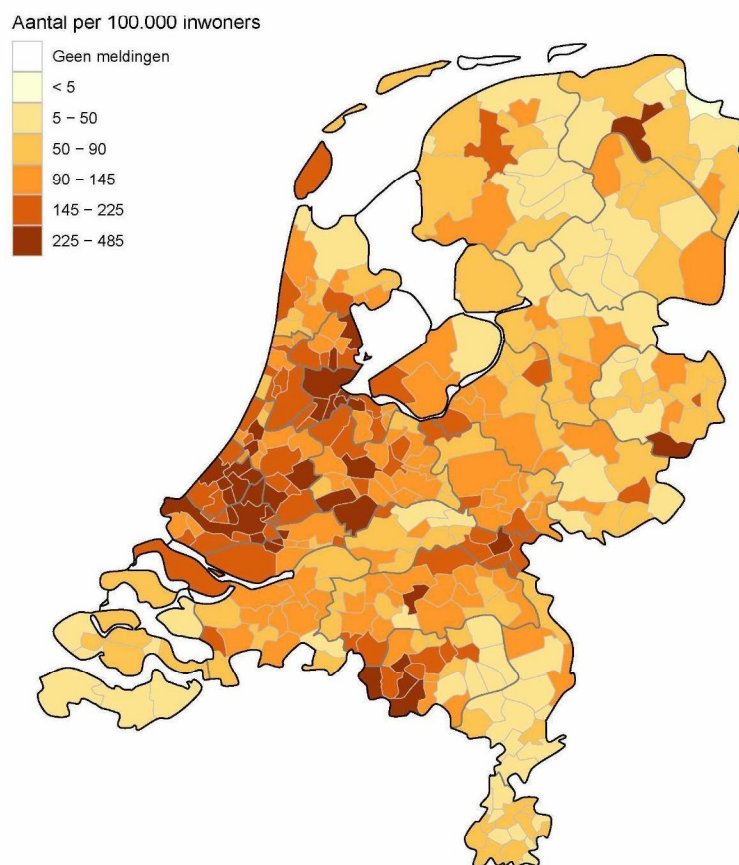 Aantal per 100.000 inwoners
Geen meldingen
< 5
5 − 50
50 − 90
90 − 145
145 − 225
225 − 485